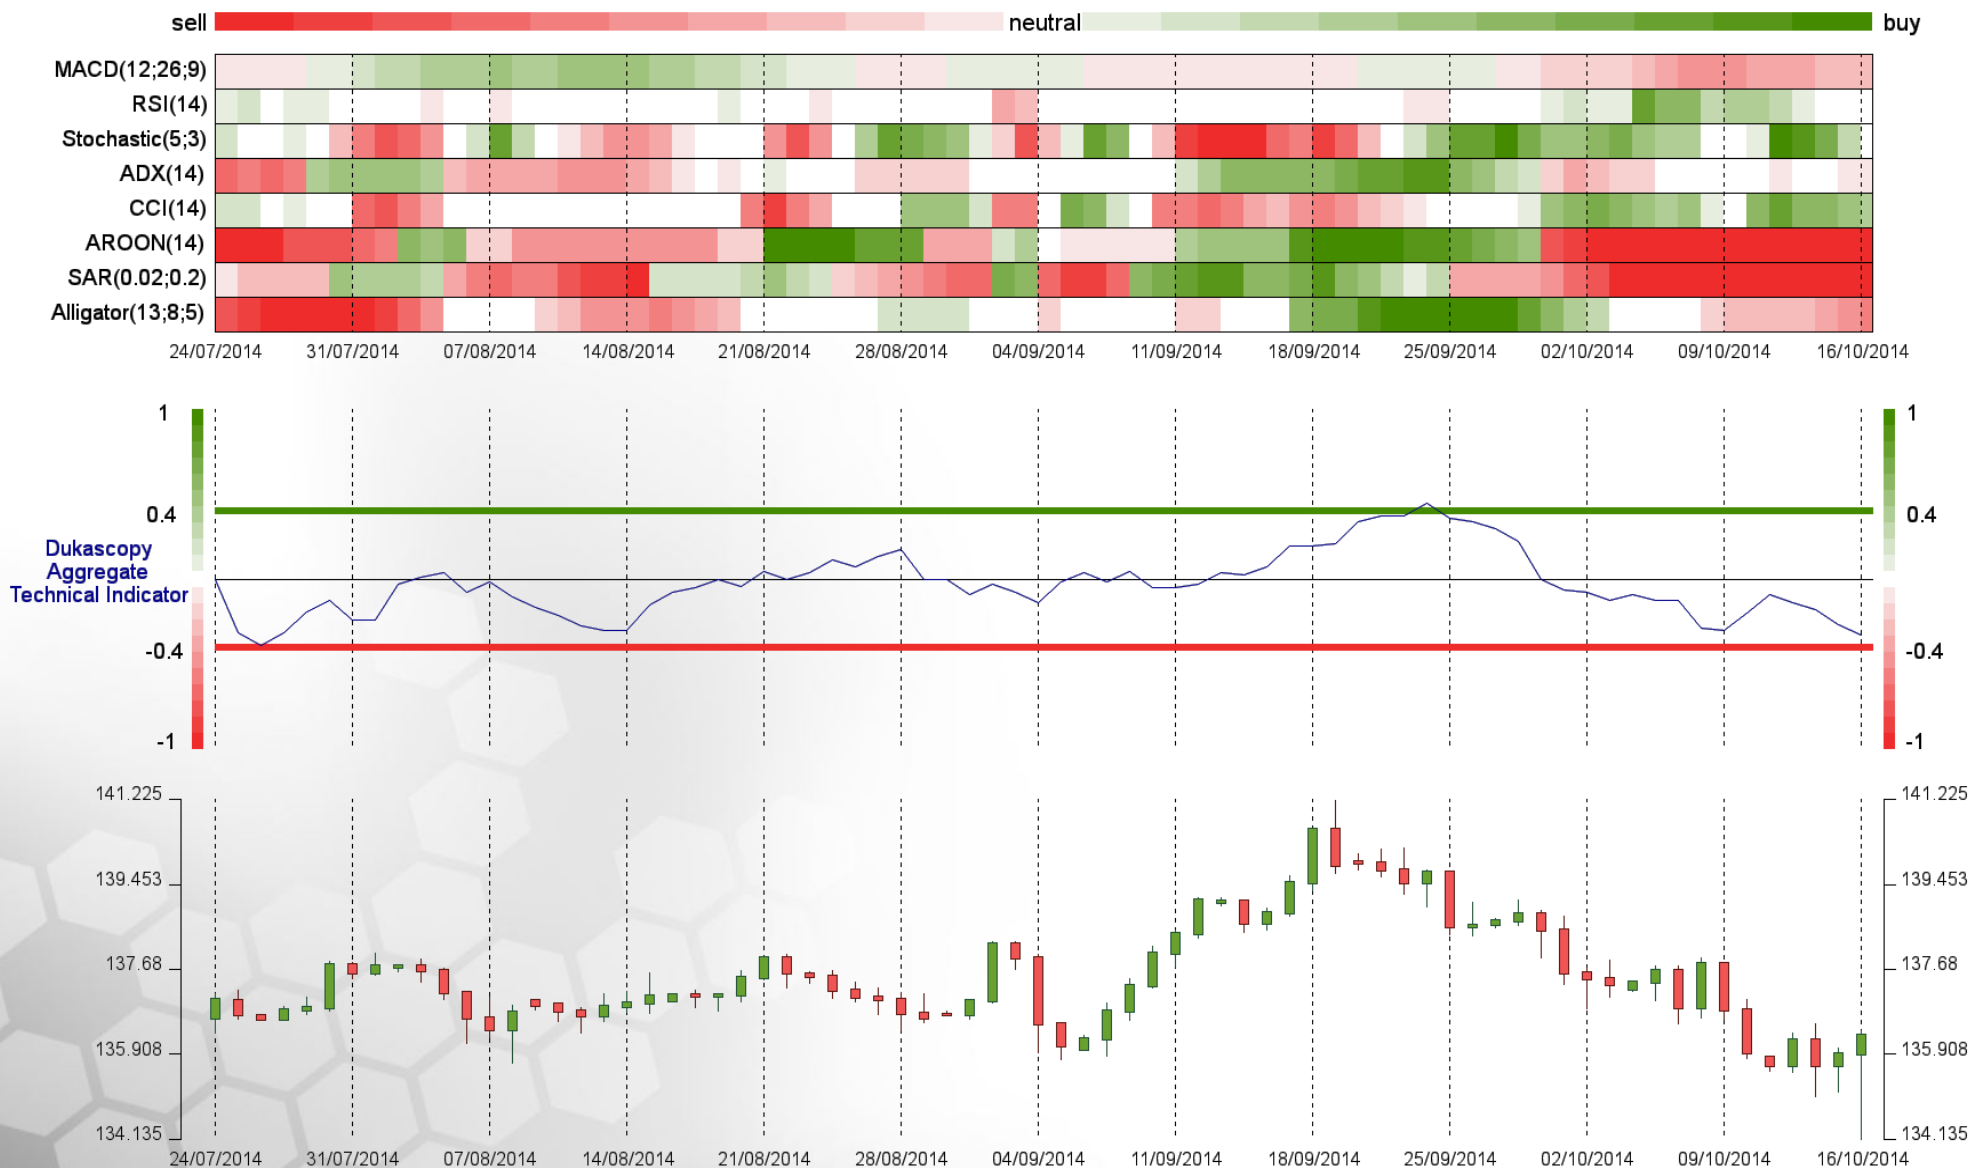 sell neutral buy
MACD(12;26;9)
RSI(14)
Stochastic(5;3)
ADX(14)
CCI(14)
AROON(14)
SAR(0.02;0.2)
Alligator(13;8;5)
24/07/2014 31/07/2014 07/08/2014 14/08/2014 21/08/2014 28/08/2014 04/09/2014 11/09/2014 18/09/2014 25/09/2014 02/10/2014 09/10/2014 16/10/2014
1 1
0.4 0.4
Dukascopy
Aggregate
Technical Indicator
-0.4 -0.4
-1 -1
141.225 141.225
139.453 139.453
137.68 137.68
135.908 135.908
134.135 134.135
24/07/2014 31/07/2014 07/08/2014 14/08/2014 21/08/2014 28/08/2014 04/09/2014 11/09/2014 18/09/2014 25/09/2014 02/10/2014 09/10/2014 16/10/2014